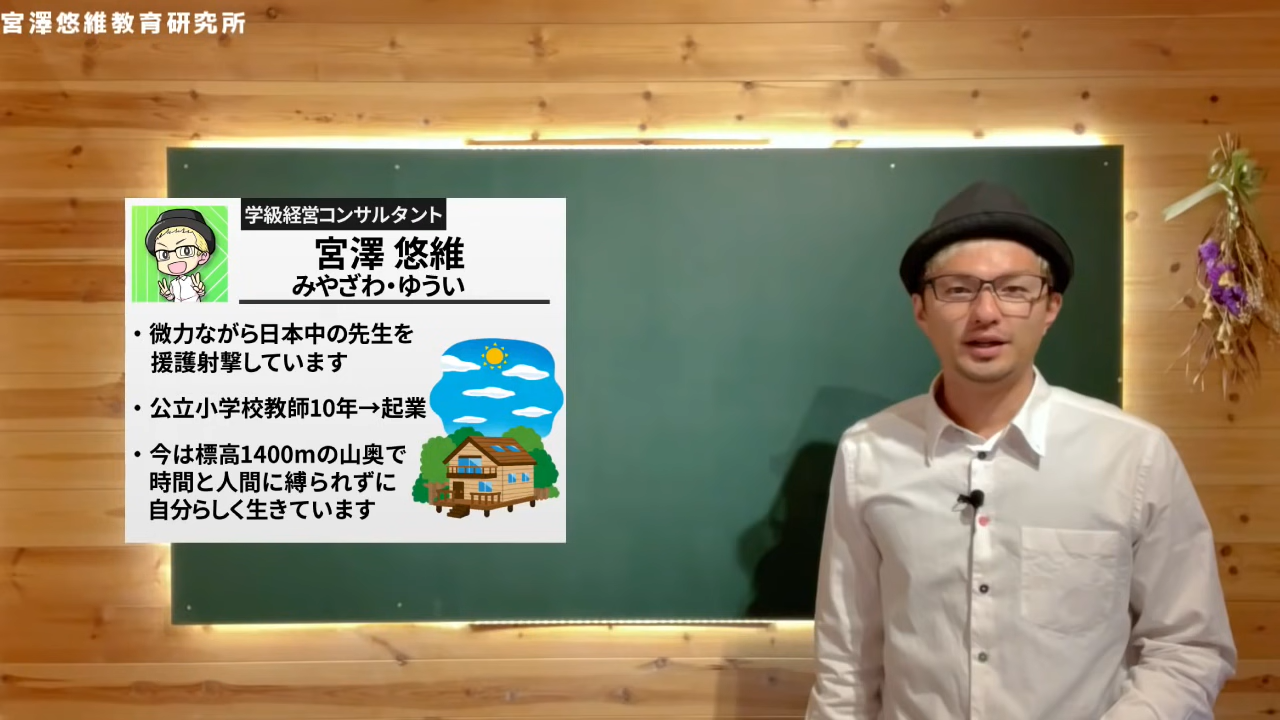 宮澤悠維教育研究所
学級経営コンサルタント
宮澤 悠維
みやざわ・ゆうい
・微力ながら日本中の先生を
援護射撃しています
・公立小学校教師10年→起業
・今は標高1400mの山奥で
時間と人間に縛られずに
自分らしく生きています